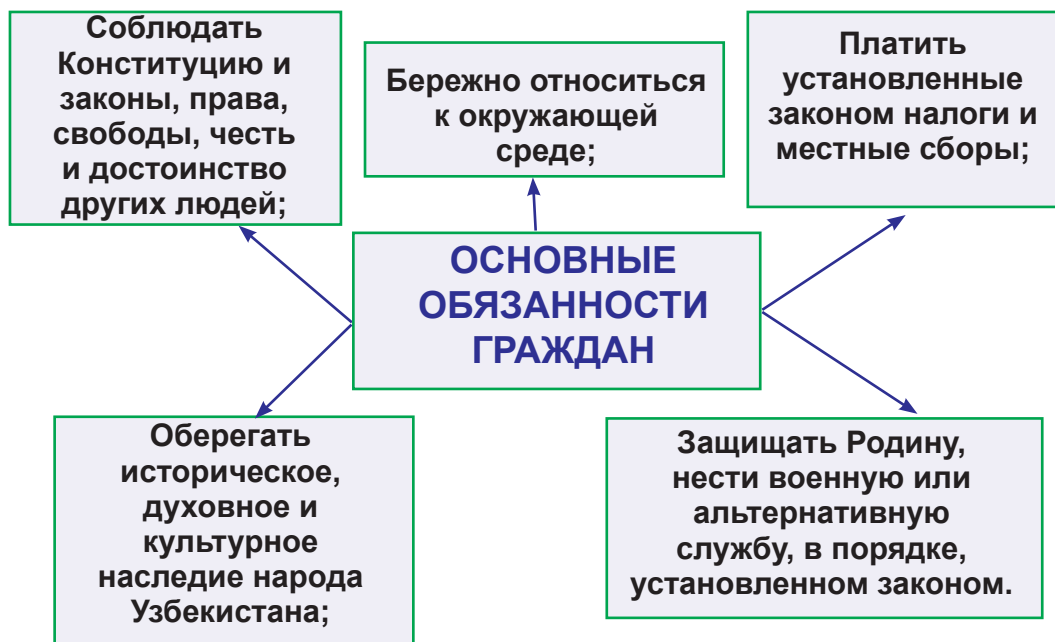 Соблюдать
Конституцию и
законы, права,
свободы, честь
и достоинство
других людей;
Бережно относиться
к окружающей
среде;
Платить
установленные
законом налоги и
местные сборы;
ОСНОВНЫЕ
ОБЯЗАННОСТИ
ГРАЖДАН
Оберегать
историческое,
духовное и
культурное
наследие народа
Узбекистана;
Защищать Родину,
нести военную или
альтернативную
службу, в порядке,
установленном законом.